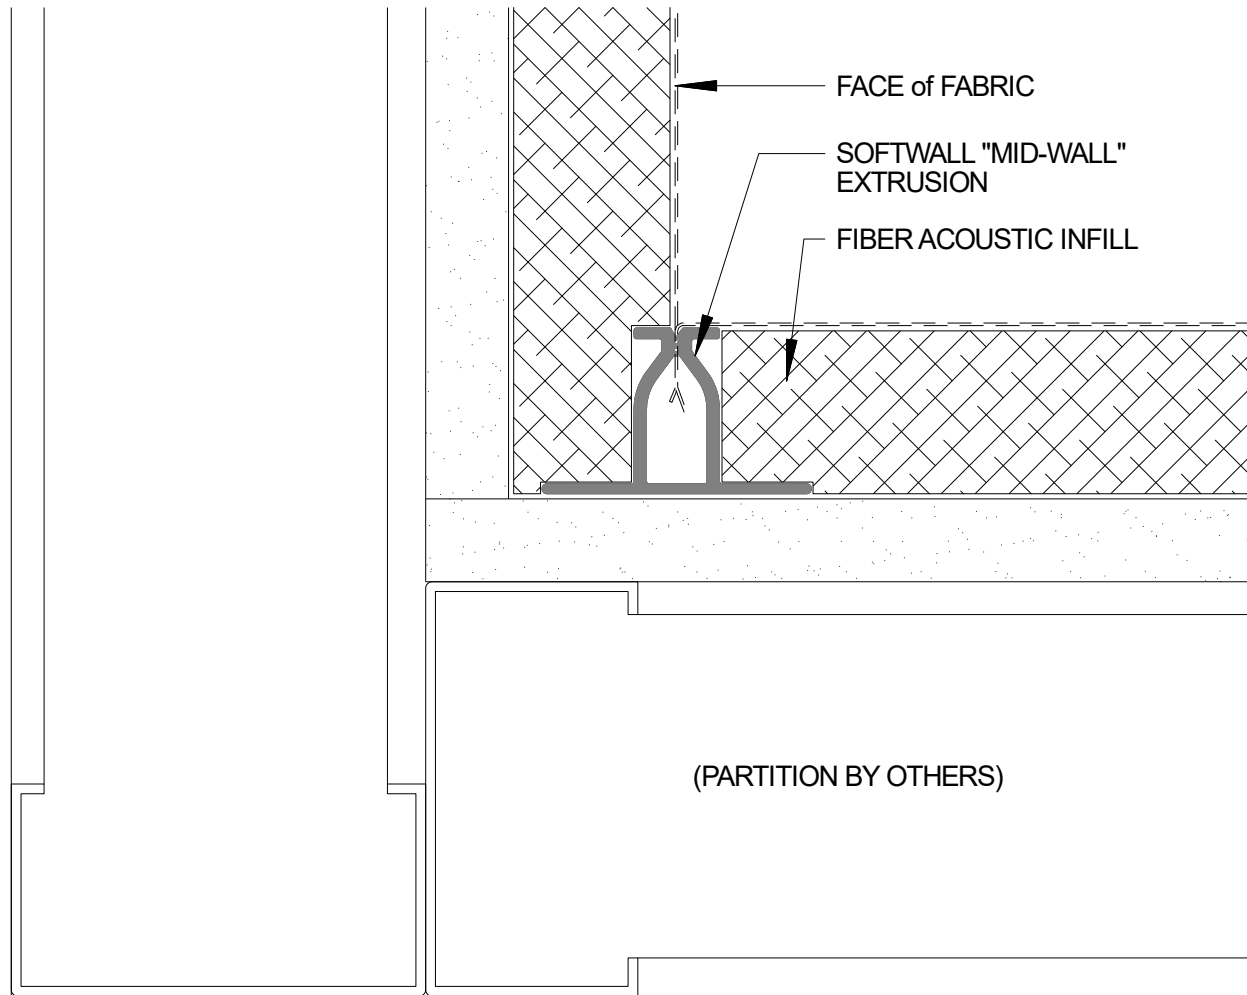 FACE of FABRIC
SOFTWALL "MID-WALL"
EXTRUSION
FIBER ACOUSTIC INFILL
(PARTITION BY OTHERS)